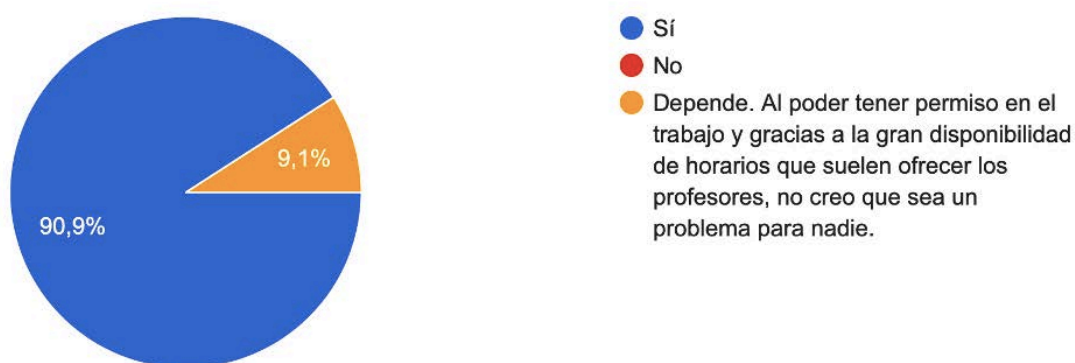 Sí
No
Depende. Al poder tener permiso en el
trabajo y gracias a la gran disponibilidad
de horarios que suelen ofrecer los
profesores, no creo que sea un
problema para nadie.
9,1%
90,9%